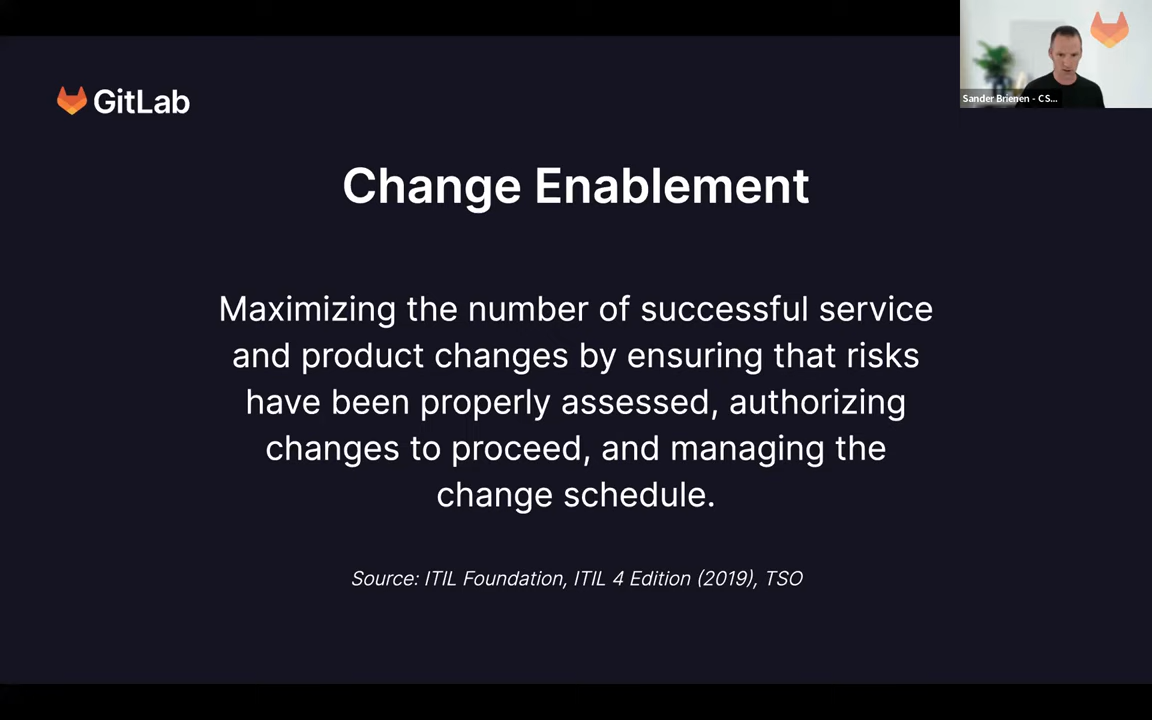 GitLab
Sander Brienen - CS...
Change Enablement
Maximizing the number of successful service
and product changes by ensuring that risks
have been properly assessed, authorizing
changes to proceed, and managing the
change schedule.
Source: ITIL Foundation, ITIL 4 Edition (2019), TSO